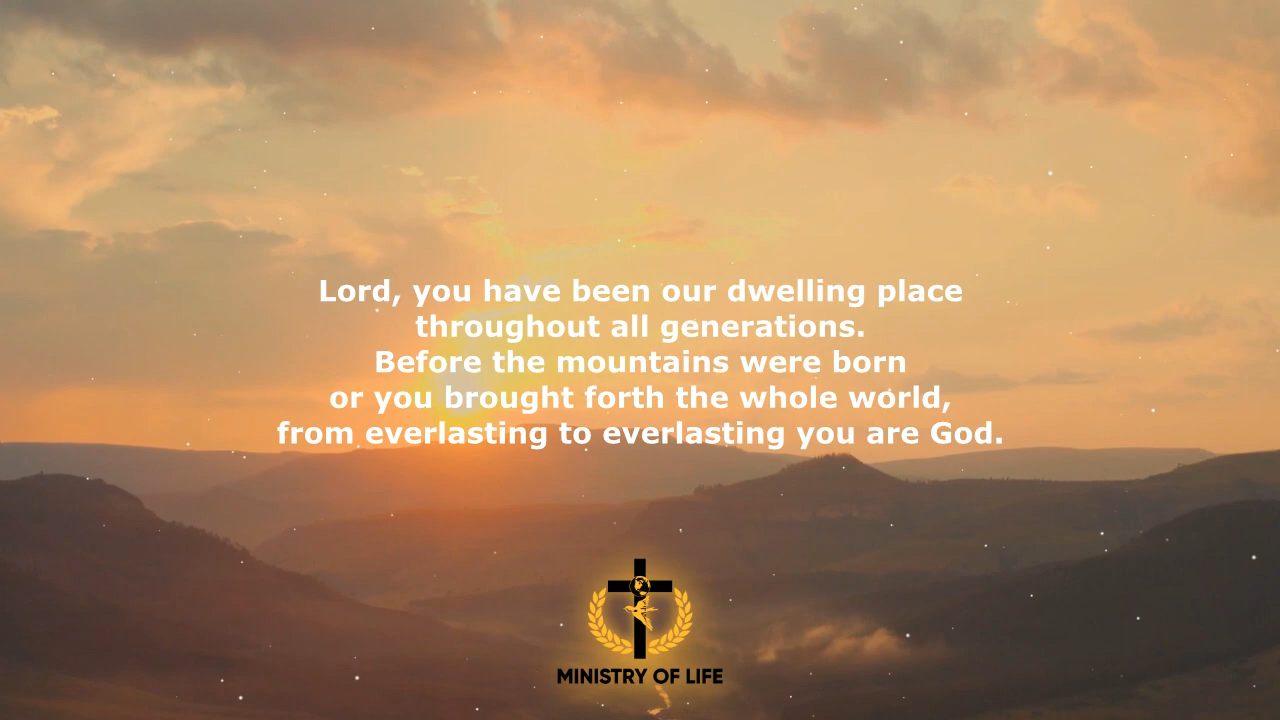 Lord, you have been our dwelling place
throughout all generations.
Before the mountains were born
or you brought forth the whole world,
from everlasting to everlasting you are God.
MINISTRY OF LIFE